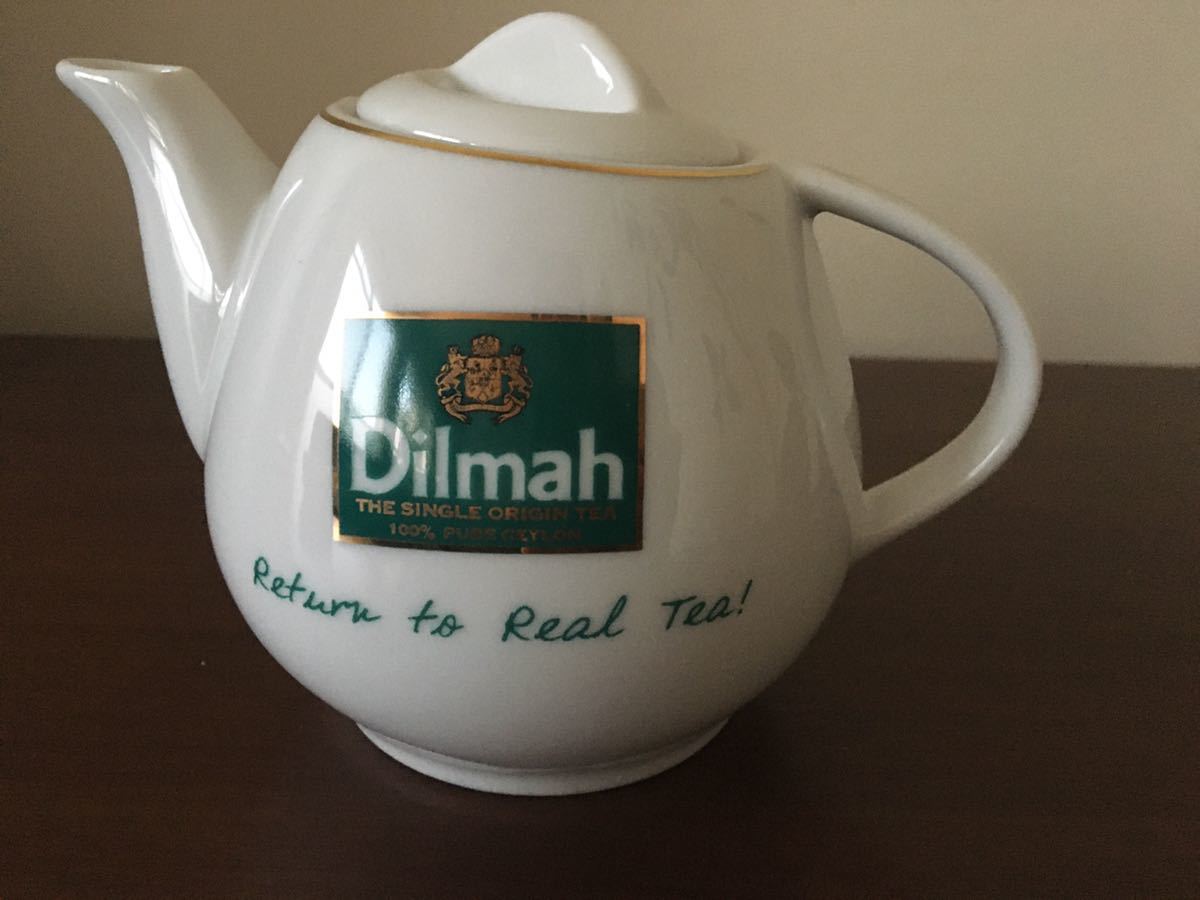 Dilmah
THE SINGLE ORIGIN TEA
100% PURE CEYLON
Return to Real Tea!